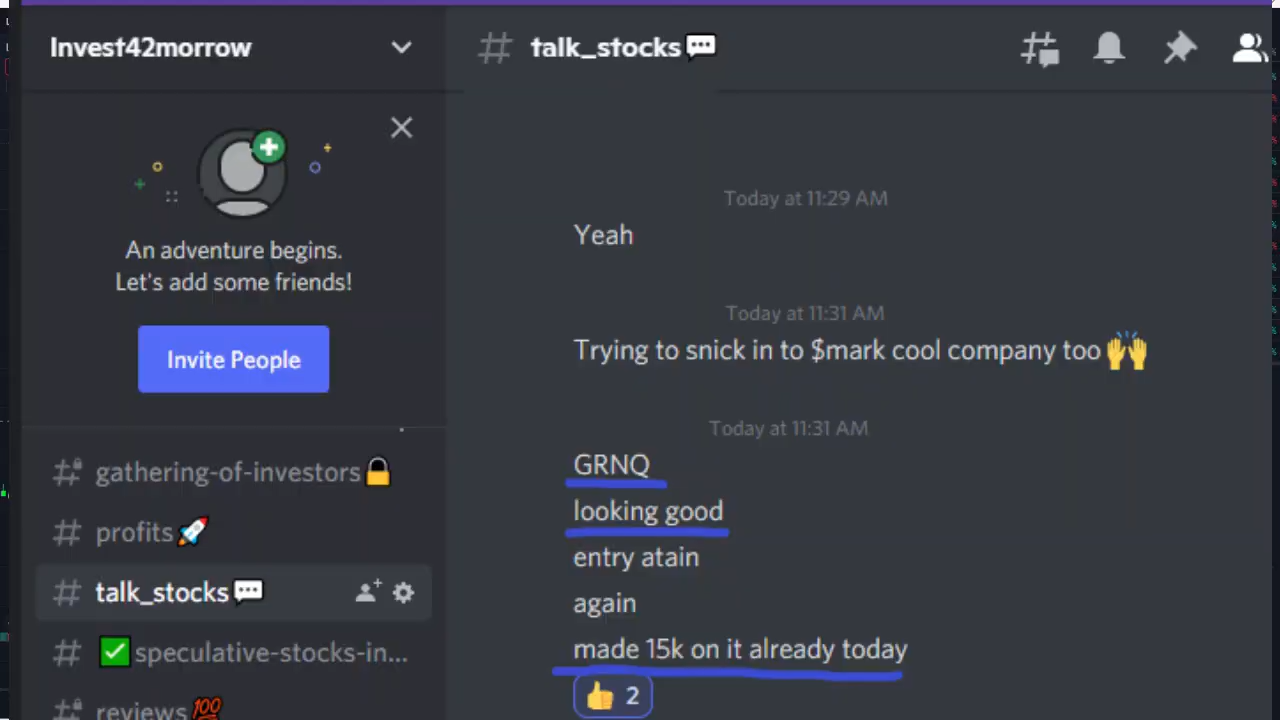 Invest42morrow
talk_stocks💬
An adventure begins.
Let's add some friends!
Invite People
gathering-of-investors🔒
profits🚀
talk_stocks💬
✅speculative-stocks-in...
reviews💯
Today at 11:29 AM
Yeah
Today at 11:31 AM
Trying to snick in to $mark cool company too🙌
Today at 11:31 AM
GRNQ
looking good
entry atain
again
made 15k on it already today
👍 2